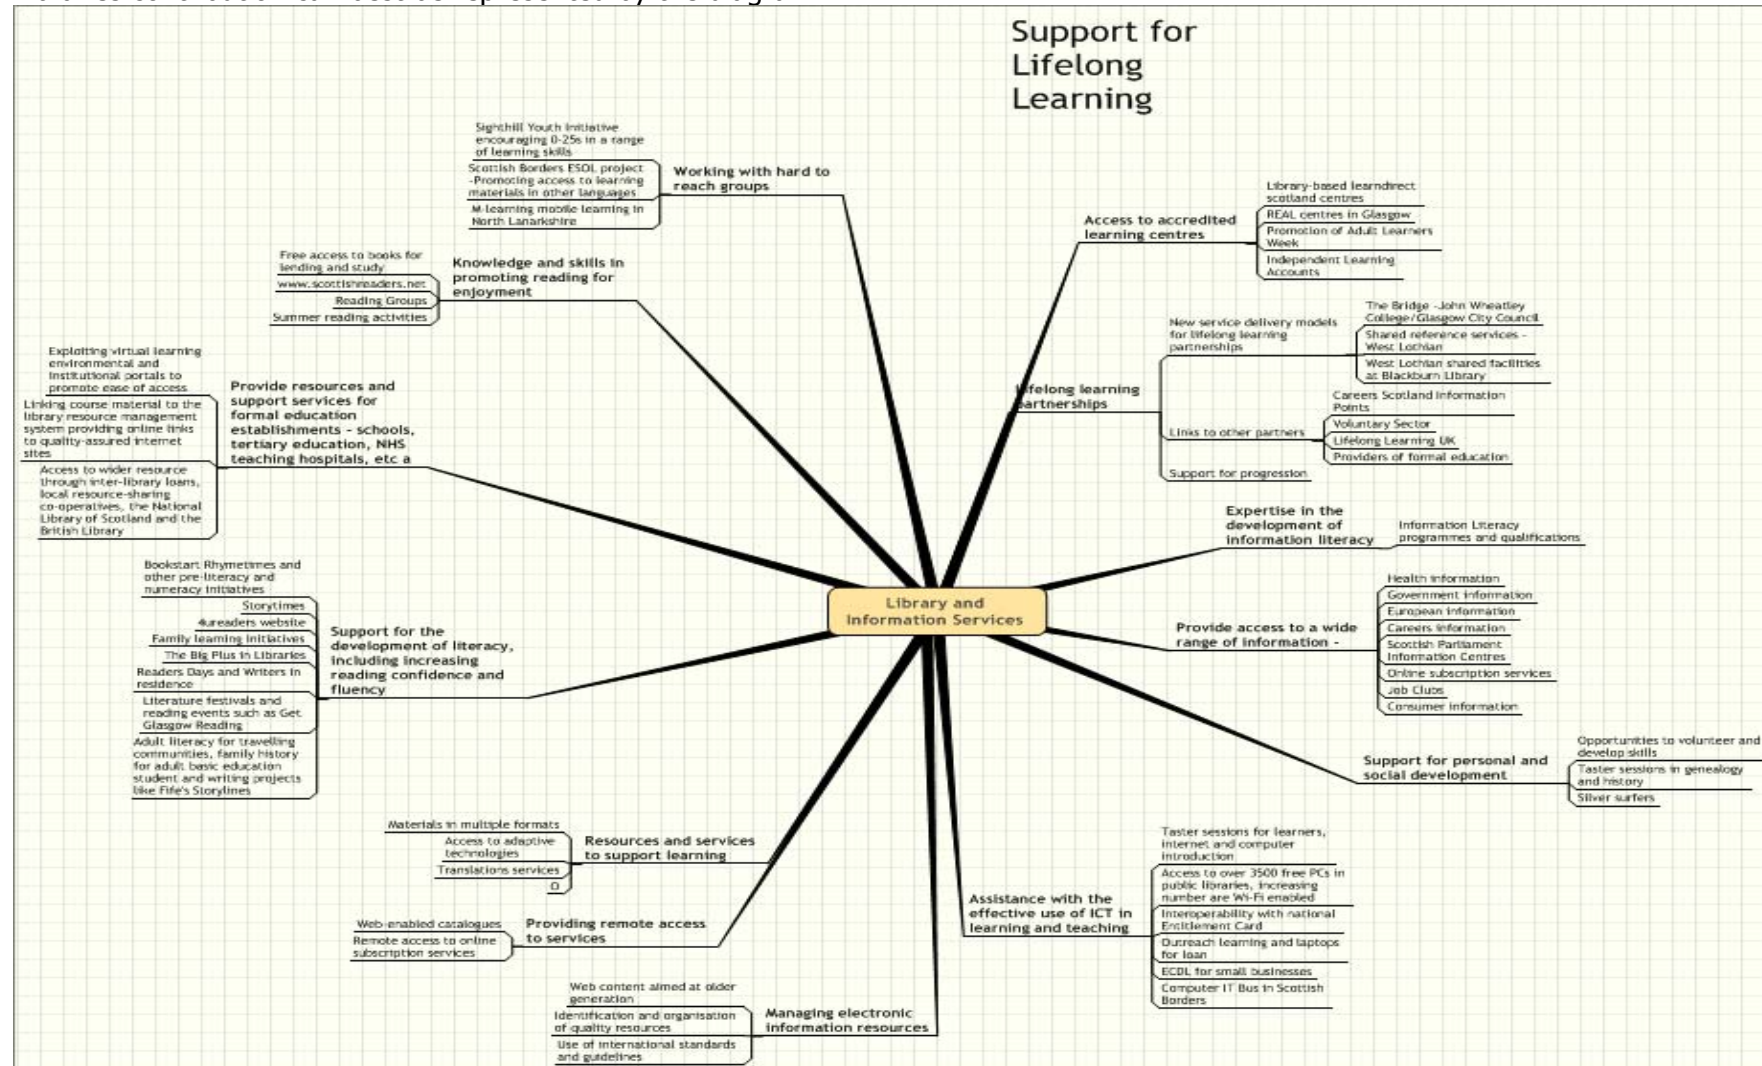 Support for
Lifelong
Learning
Sighthill Youth Initiative
encouraging 0-25s in a range
of learning skills
Scottish Borders ESOL project
-Promoting access to learning
materials in other languages
M-learning mobile learning in
North Lanarkshire
Working with hard to
reach groups
Free access to books for
lending and study
www.scottishreaders.net
Reading Groups
Summer reading activities
Knowledge and skills in
promoting reading for
enjoyment
Exploiting virtual learning
environmental and
institutional portals to
promote ease of access
Linking course material to the
library resource management
system providing online links
to quality-assured internet
sites
Access to wider resource
through inter-library loans,
local resource-sharing
co-operatives, the National
Library of Scotland and the
British Library
Provide resources and
support services for
formal education
establishments - schools,
tertiary education, NHS
teaching hospitals, etc a
Bookstart Rhymetimes and
other pre-literacy and
numeracy initiatives
Storytimes
4ureaders website
Family learning initiatives
The Big Plus in Libraries
Readers Days and Writers in
residence
Literature festivals and
reading events such as Get
Glasgow Reading
Adult literacy for travelling
communities, family history
for adult basic education
student and writing projects
like Fife's Storylines
Support for the
development of literacy,
including increasing
reading confidence and
fluency
Materials in multiple formats
Access to adaptive
technologies
Translations services
O
Resources and services
to support learning
Web-enabled catalogues
Remote access to online
subscription services
Providing remote access
to services
Web content aimed at older
generation
Identification and organisation
of quality resources
Use of international standards
and guidelines
Managing electronic
information resources
Library and
Information Services
Access to accredited
learning centres
Library-based learndirect
scotland centres
REAL centres in Glasgow
Promotion of Adult Learners
Week
Independent Learning
Accounts
Lifelong learning
partnerships
New service delivery models
for lifelong learning
partnerships
The Bridge -John Wheatley
College/Glasgow City Council
Shared reference services -
West Lothian
West Lothian shared facilities
at Blackburn Library
Links to other partners
Careers Scotland Information
Points
Voluntary Sector
Lifelong Learning UK
Providers of formal education
Support for progression
Expertise in the
development of
information literacy
Information Literacy
programmes and qualifications
Provide access to a wide
range of information -
Health information
Government information
European information
Careers information
Scottish Parliament
Information Centres
Online subscription services
Job Clubs
Consumer information
Support for personal and
social development
Opportunities to volunteer and
develop skills
Taster sessions in genealogy
and history
Silver surfers
Assistance with the
effective use of ICT in
learning and teaching
Taster sessions for learners,
internet and computer
introduction
Access to over 3500 free PCs in
public libraries, increasing
number are Wi-Fi enabled
Interoperability with national
Entitlement Card
Outreach learning and laptops
for loan
ECDL for small businesses
Computer IT Bus in Scottish
Borders